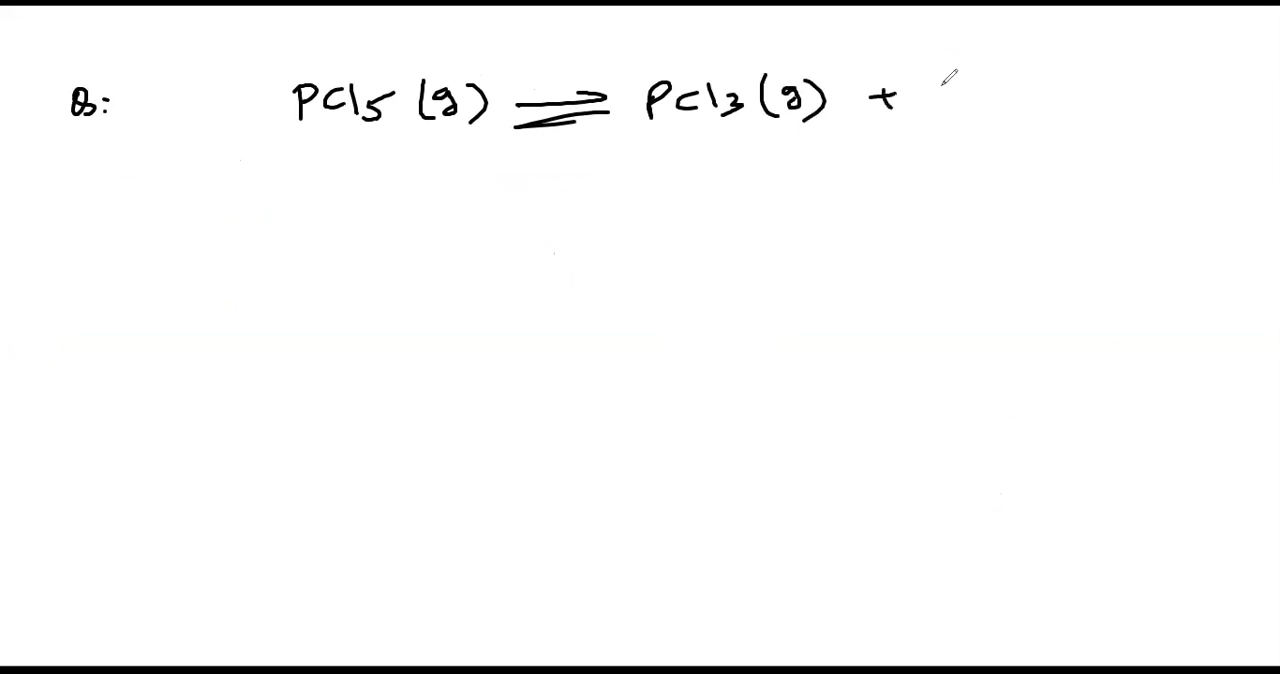 Q: PCl5 (g) ⇌ PCl3 (g) +